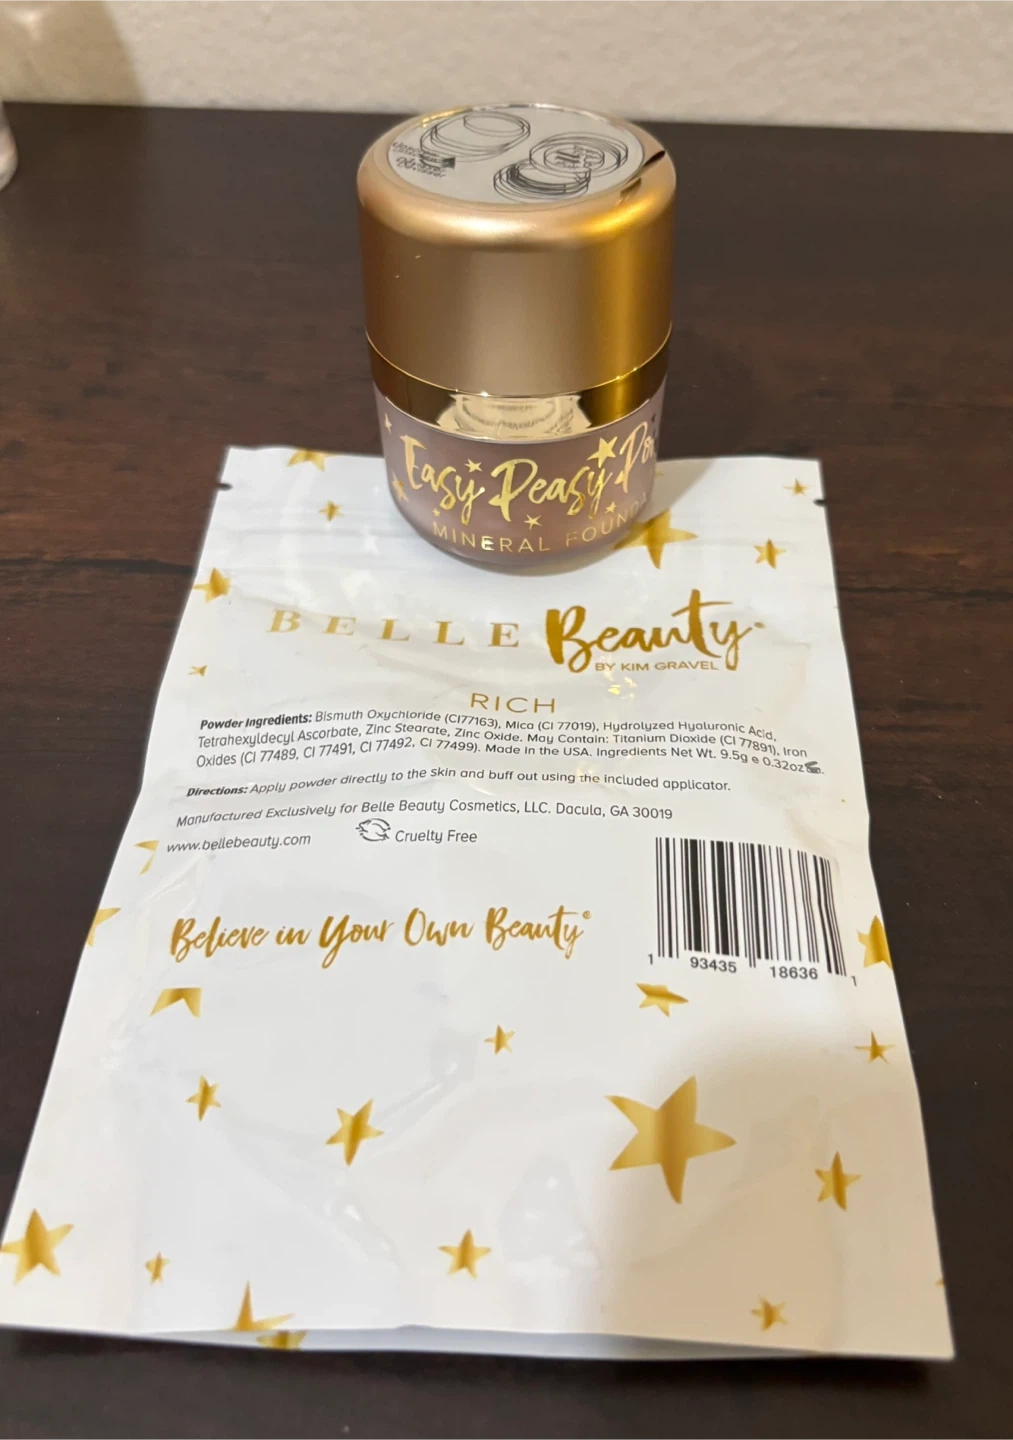 Easy Peasy Po
MINERAL FOUND
BELLE Beauty
BY KIM GRAVEL
RICH
Powder Ingredients: Bismuth Oxychloride (CI77163), Mica (CI 77019), Hydrolyzed Hyaluronic Acid,
Tetrahexyldecyl Ascorbate, Zinc Stearate, Zinc Oxide. May Contain: Titanium Dioxide (CI 77891), Iron
Oxides (CI 77489, CI 77491, CI 77492, CI 77499). Made in the USA. Ingredients Net Wt. 9.5g e 0.32oz
Directions: Apply powder directly to the skin and buff out using the included applicator.
Manufactured Exclusively for Belle Beauty Cosmetics, LLC. Dacula, GA 30019
www.bellebeauty.com
Cruelty Free
Believe in Your Own Beauty®
1 93435 18636 1